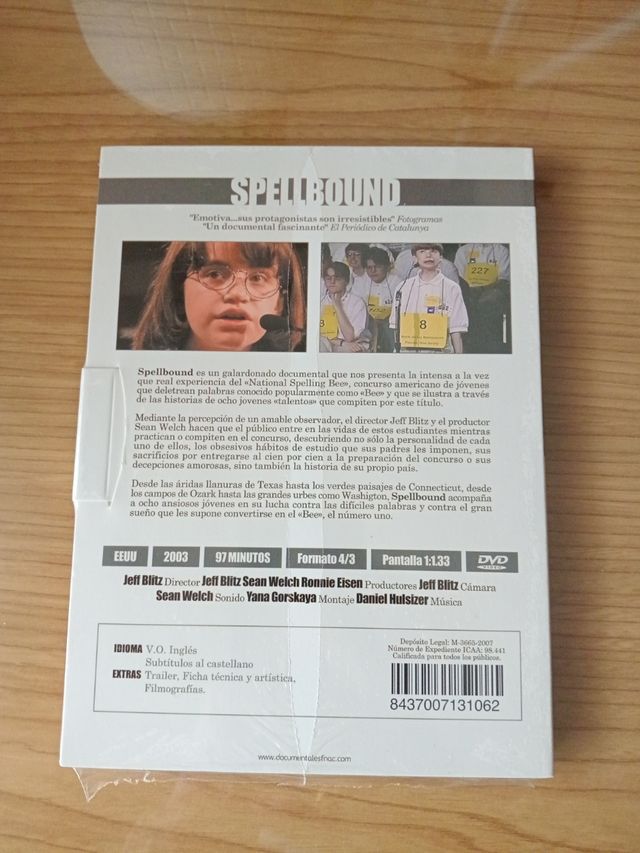 SPELLBOUND
"Emotiva...sus protagonistas son irresistibles" Fotogramas
"Un documental fascinante" El Periódico de Catalunya
227
8
8
Spellbound es un galardonado documental que nos presenta la intensa a la vez
que real experiencia del «National Spelling Bee», concurso americano de jóvenes
que deletrean palabras conocido popularmente como «Bee» y que se ilustra a través
de las historias de ocho jovenes «talentos» que compiten por este título.
Mediante la percepción de un amable observador, el director Jeff Blitz y el productor
Sean Welch hacen que el público entre en las vidas de estos estudiantes mientras
practican o compiten en el concurso, descubriendo no sólo la personalidad de cada
uno de ellos, los obsesivos hábitos de estudio que sus padres les imponen, sus
sacrificios por entregarse al cien por cien a la preparación del concurso o sus
decepciones amorosas, sino también la historia de su propio pais.
Desde las áridas llanuras de Texas hasta los verdes paisajes de Connecticut, desde
los campos de Ozark hasta las grandes urbes como Washigton, Spellbound acompaña
a ocho ansiosos jóvenes en su lucha contra las difíciles palabras y contra el gran
sueño que les supone convertirse en el «Bee», el número uno.
EEUU 2003 97 MINUTOS Formato 4/3 Pantalla 1:1.33 DVD VIDEO
Jeff Blitz Director Jeff Blitz Sean Welch Ronnie Eisen Productores Jeff Blitz Cámara
Sean Welch Sonido Yana Gorskaya Montaje Daniel Hulsizer Música
IDIOMA V.O. Inglés
Subtítulos al castellano
EXTRAS Trailer, Ficha técnica y artística,
Filmografías.
Depósito Legal: M-3665-2007
Número de Expediente ICAA: 98.441
Calificada para todos los públicos.
8437007131062
www.documentalesfnac.com